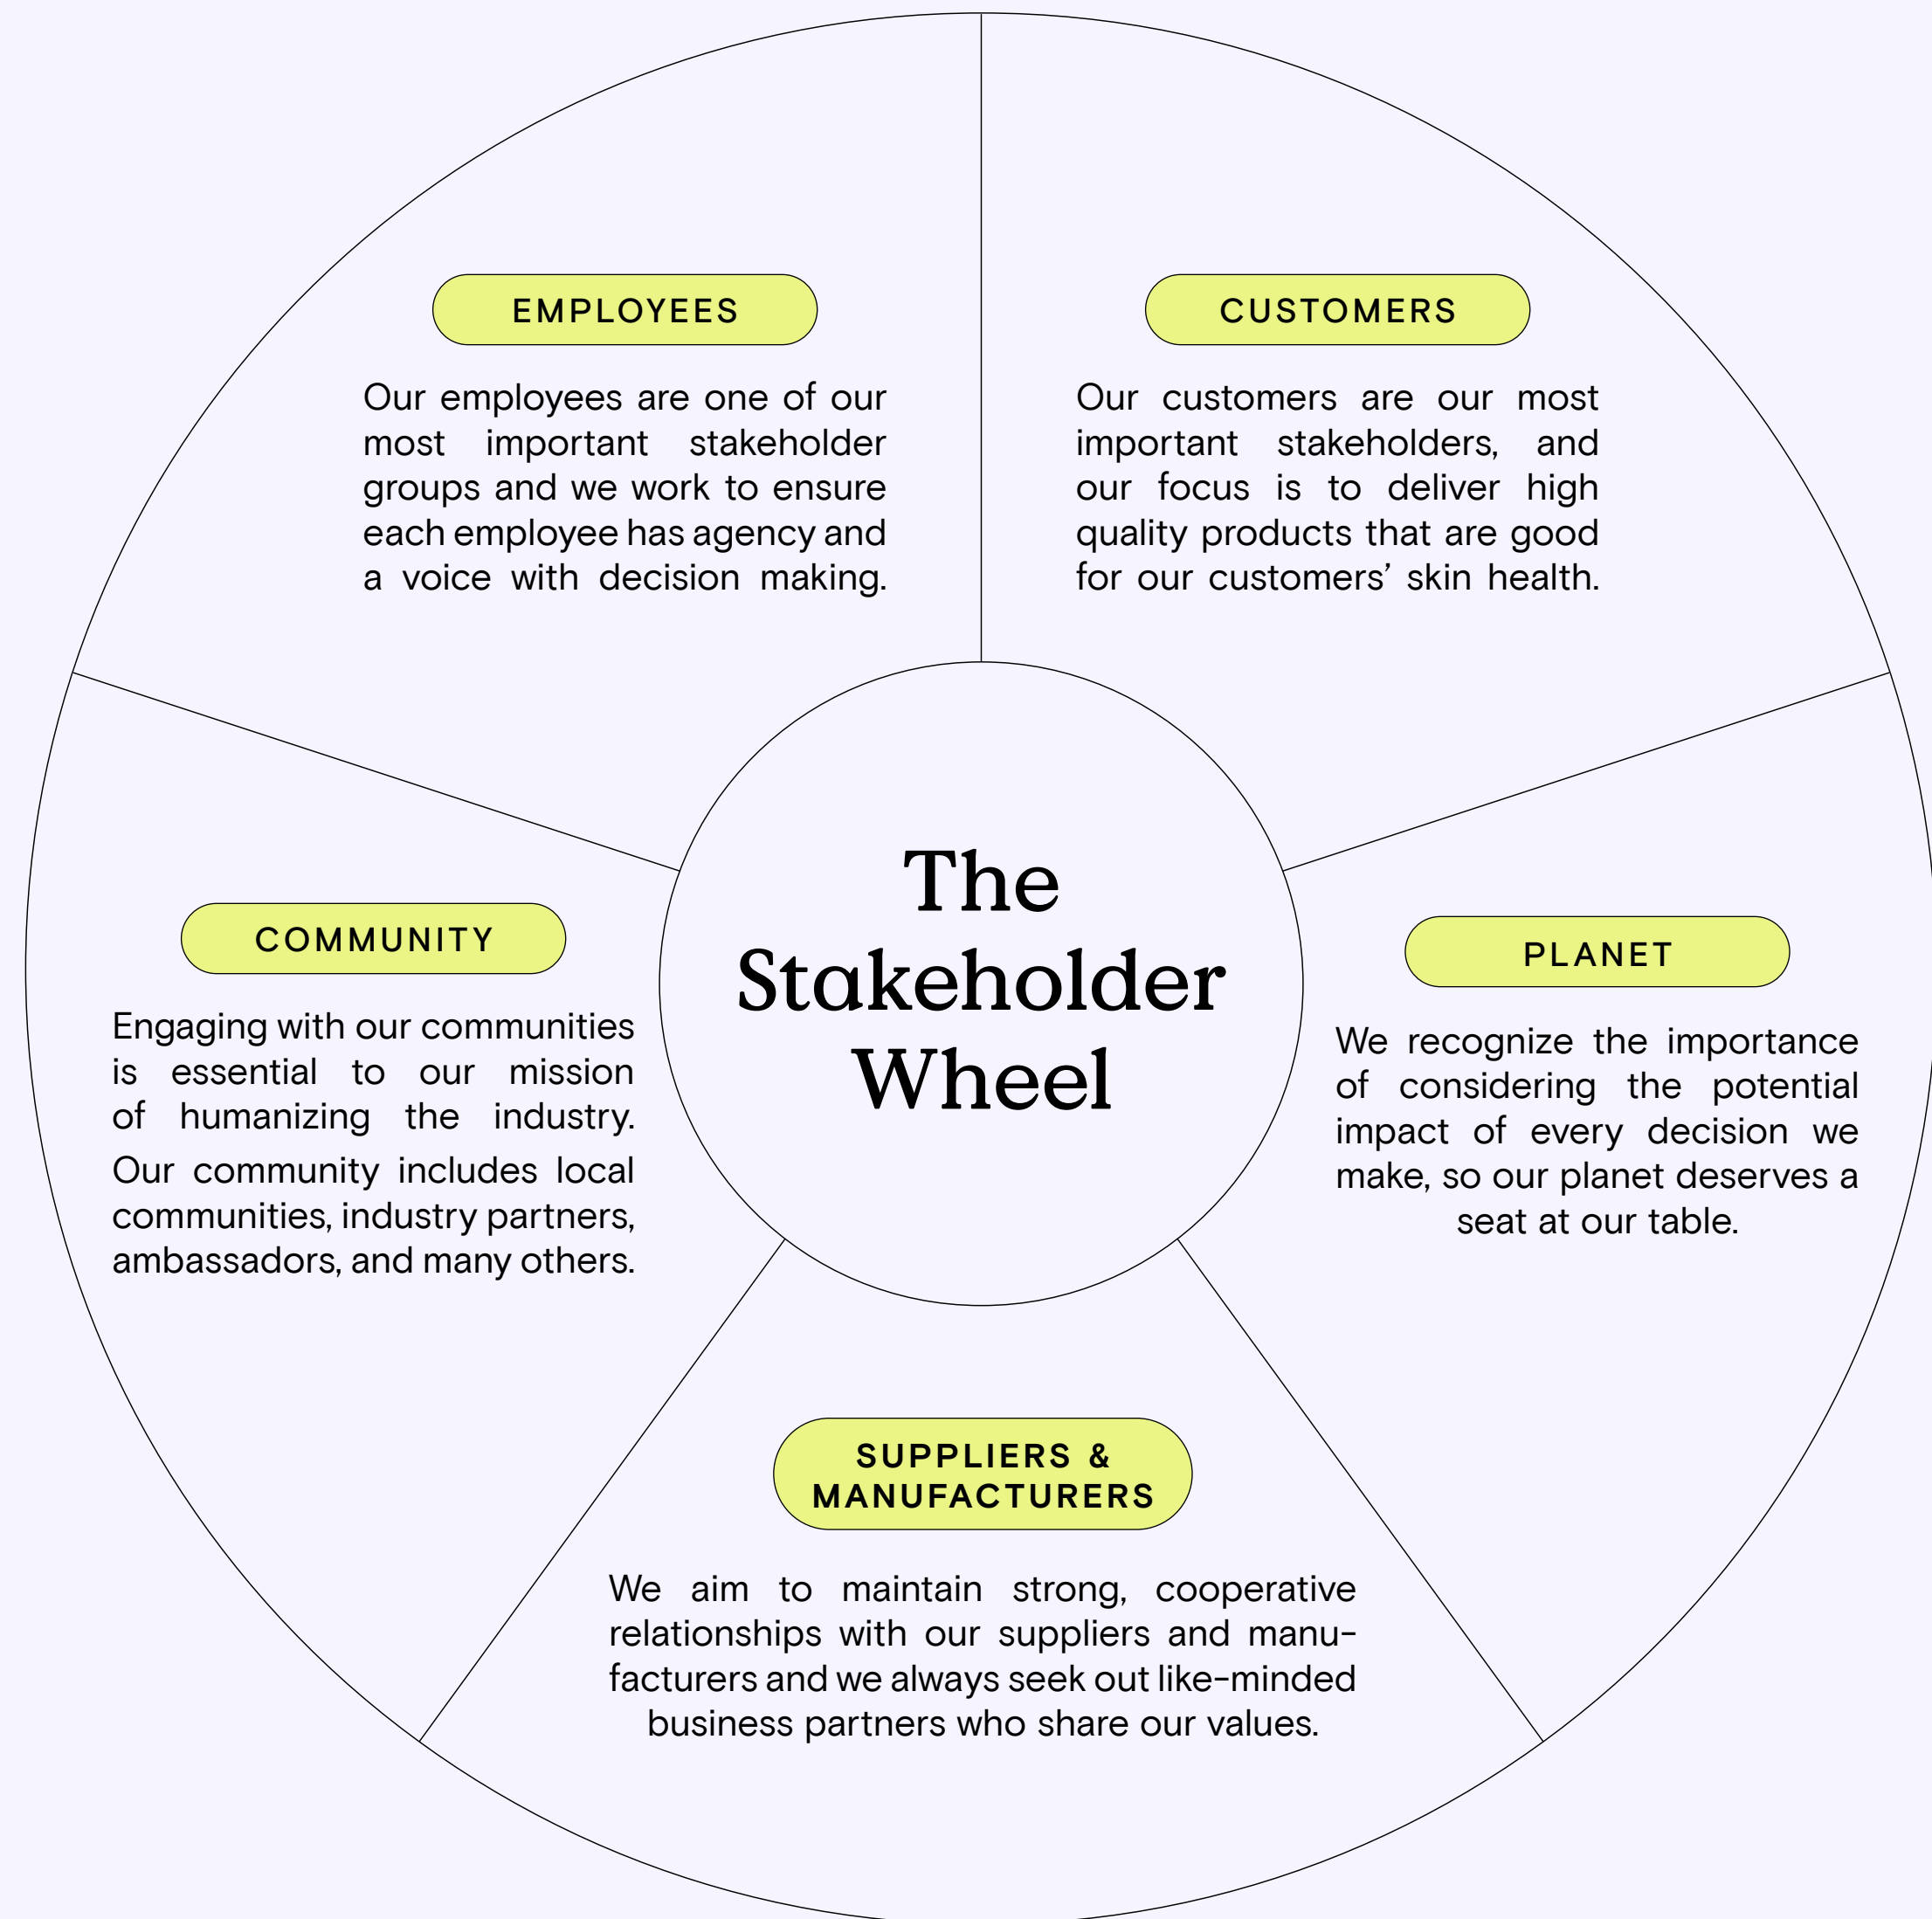 EMPLOYEES
Our employees are one of our
most important stakeholder
groups and we work to ensure
each employee has agency and
a voice with decision making.
CUSTOMERS
Our customers are our most
important stakeholders, and
our focus is to deliver high
quality products that are good
for our customers’ skin health.
The
Stakeholder
Wheel
COMMUNITY
Engaging with our communities
is essential to our mission
of humanizing the industry.
Our community includes local
communities, industry partners,
ambassadors, and many others.
PLANET
We recognize the importance
of considering the potential
impact of every decision we
make, so our planet deserves a
seat at our table.
SUPPLIERS &
MANUFACTURERS
We aim to maintain strong, cooperative
relationships with our suppliers and manu-
facturers and we always seek out like-minded
business partners who share our values.